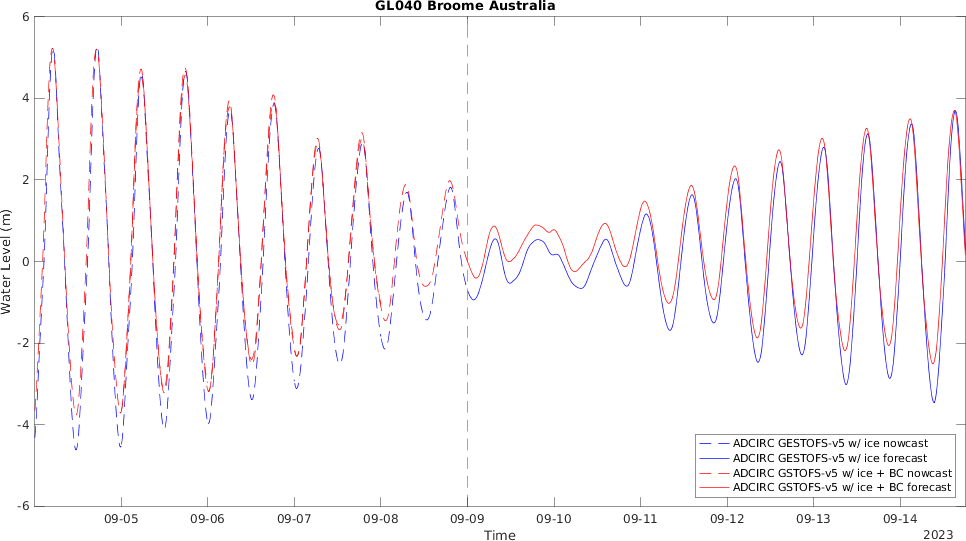 GL040 Broome Australia
6
4
2
0
-2
-4
-6
Water Level (m)
ADCIRC GESTOFS-v5 w/ ice nowcast
ADCIRC GESTOFS-v5 w/ ice forecast
ADCIRC GSTOFS-v5 w/ ice + BC nowcast
ADCIRC GSTOFS-v5 w/ ice + BC forecast
09-05 09-06 09-07 09-08 09-09 09-10 09-11 09-12 09-13 09-14
Time
2023